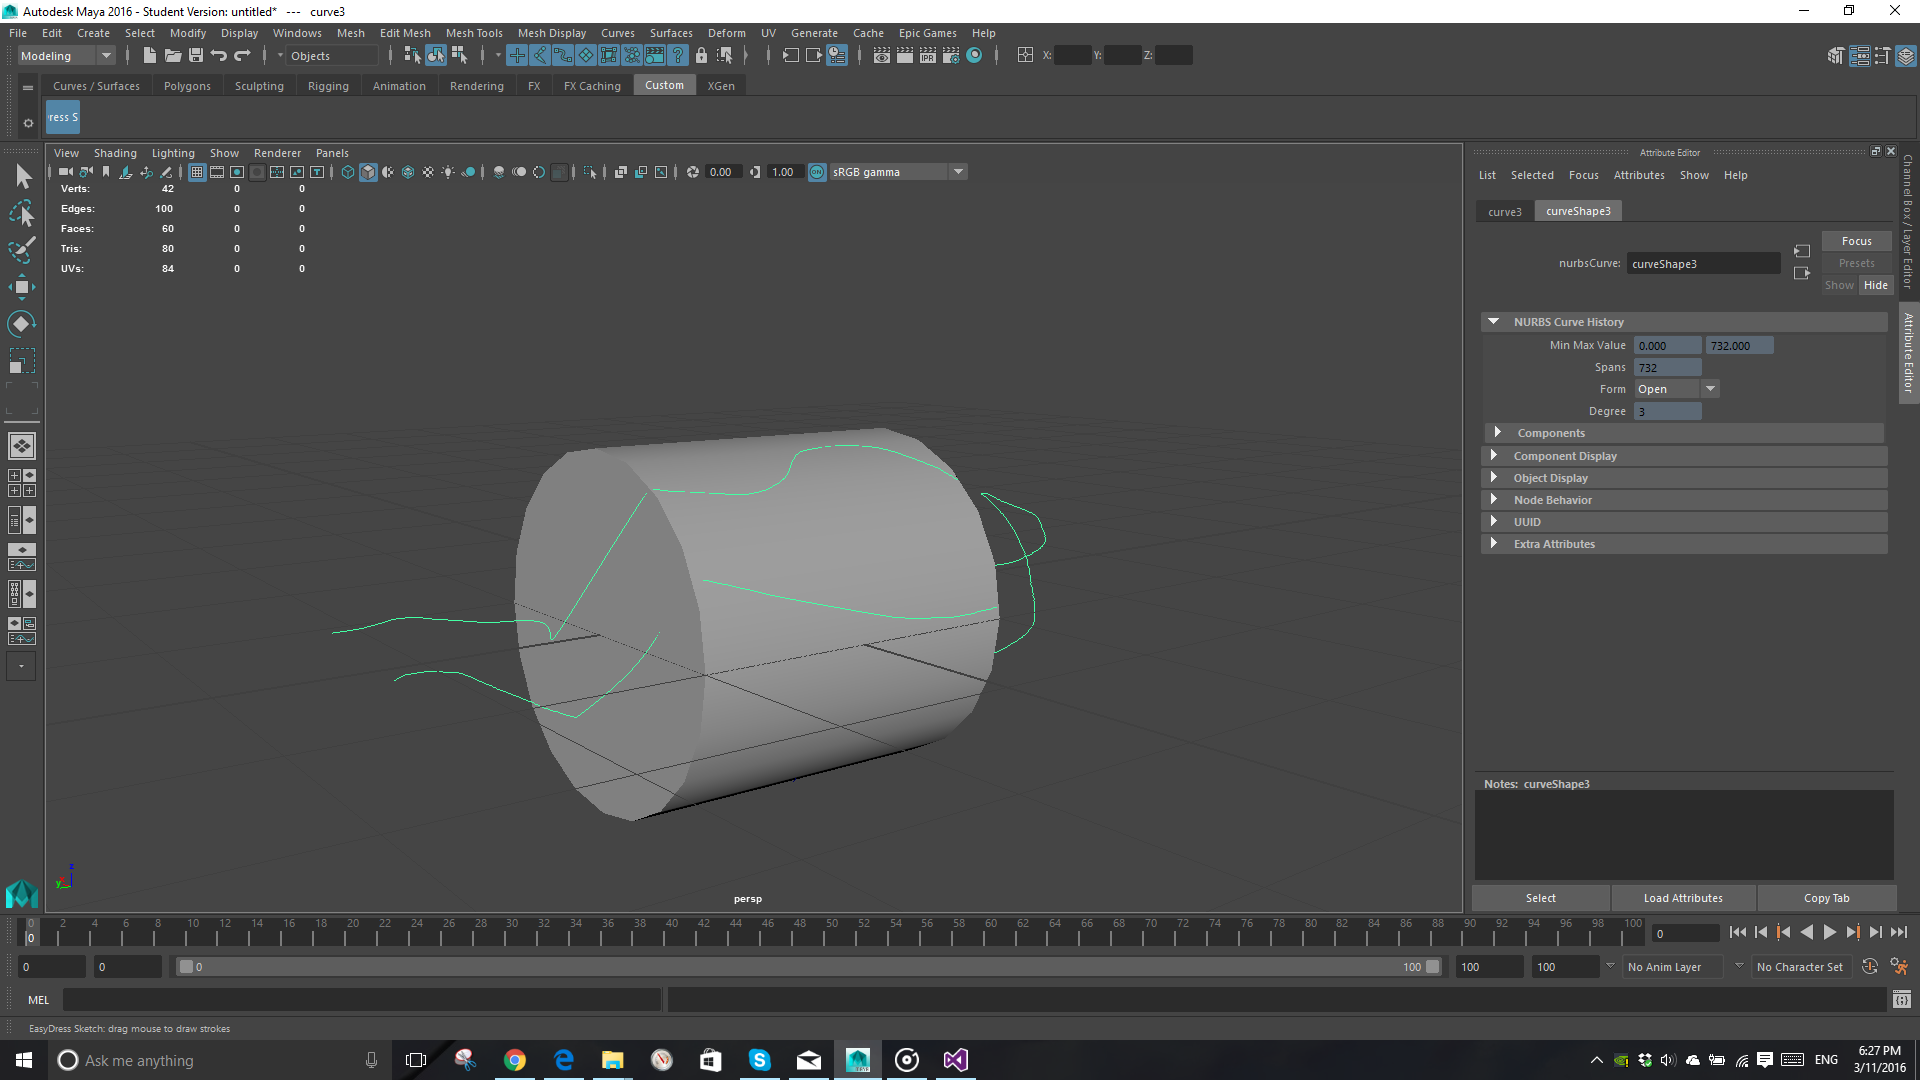 Autodesk Maya 2016 - Student Version: untitled*   ---   curve3
File Edit Create Select Modify Display Windows Mesh Edit Mesh Mesh Tools Mesh Display Curves Surfaces Deform UV Generate Cache Epic Games Help
Modeling Objects IPR X: Y: Z:
Curves / Surfaces Polygons Sculpting Rigging Animation Rendering FX FX Caching Custom XGen
ress S
View Shading Lighting Show Renderer Panels
0.00 1.00 ON sRGB gamma
Verts: 42 0 0
Edges: 100 0 0
Faces: 60 0 0
Tris: 80 0 0
UVs: 84 0 0
z
y
persp
Attribute Editor
List Selected Focus Attributes Show Help
curve3 curveShape3
nurbsCurve: curveShape3
Focus
Presets
Show Hide
NURBS Curve History
Min Max Value 0.000 732.000
Spans 732
Form Open
Degree 3
Components
Component Display
Object Display
Node Behavior
UUID
Extra Attributes
Notes: curveShape3
Select Load Attributes Copy Tab
Channel Box / Layer Editor
Attribute Editor
0 2 4 6 8 10 12 14 16 18 20 22 24 26 28 30 32 34 36 38 40 42 44 46 48 50 52 54 56 58 60 62 64 66 68 70 72 74 76 78 80 82 84 86 88 90 92 94 96 98 100
0 0
0 0 0 100 100 100 No Anim Layer No Character Set
MEL
EasyDress Sketch: drag mouse to draw strokes
Ask me anything
ENG
6:27 PM
3/11/2016